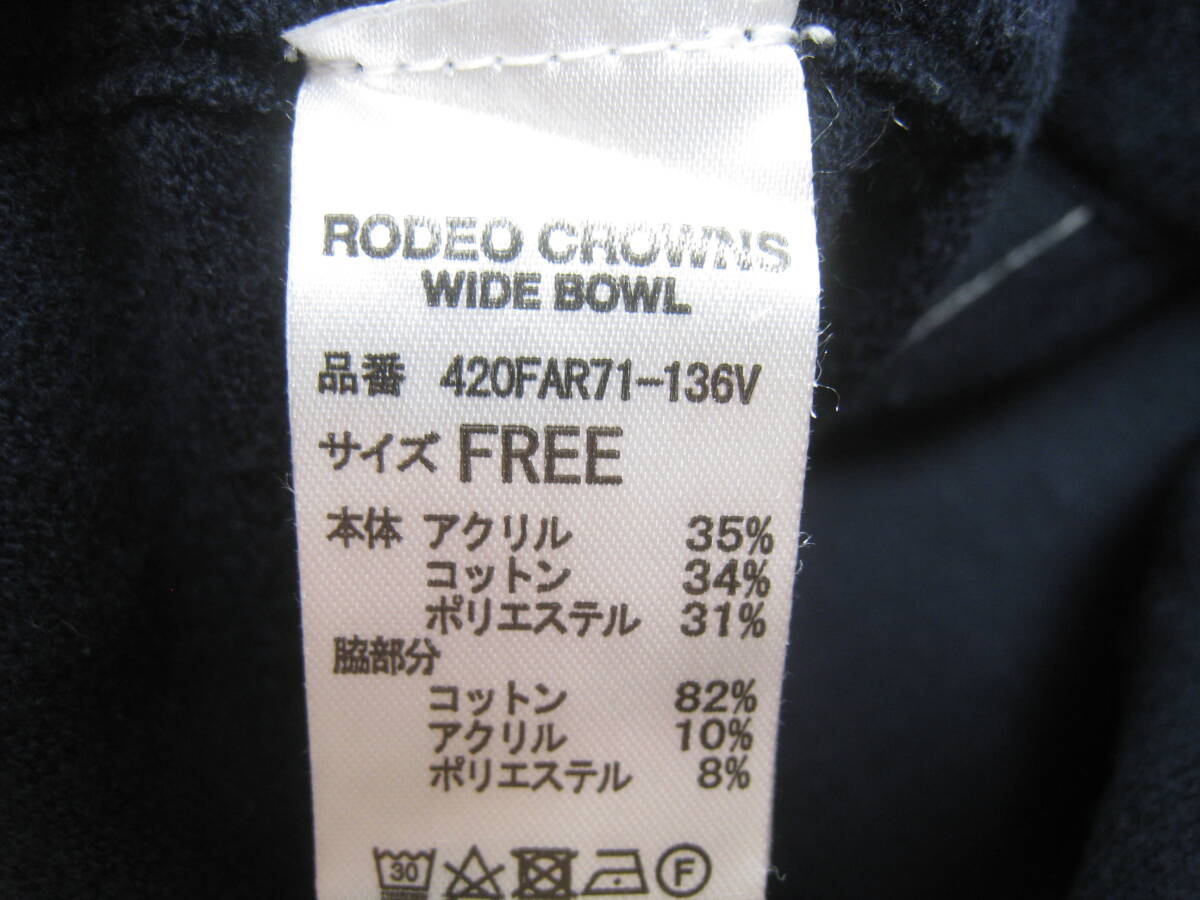 RODEO CROWNS
WIDE BOWL
品番 420FAR71-136V
サイズ FREE
本体 アクリル 35%
コットン 34%
ポリエステル 31%
脇部分
コットン 82%
アクリル 10%
ポリエステル 8%
30 F